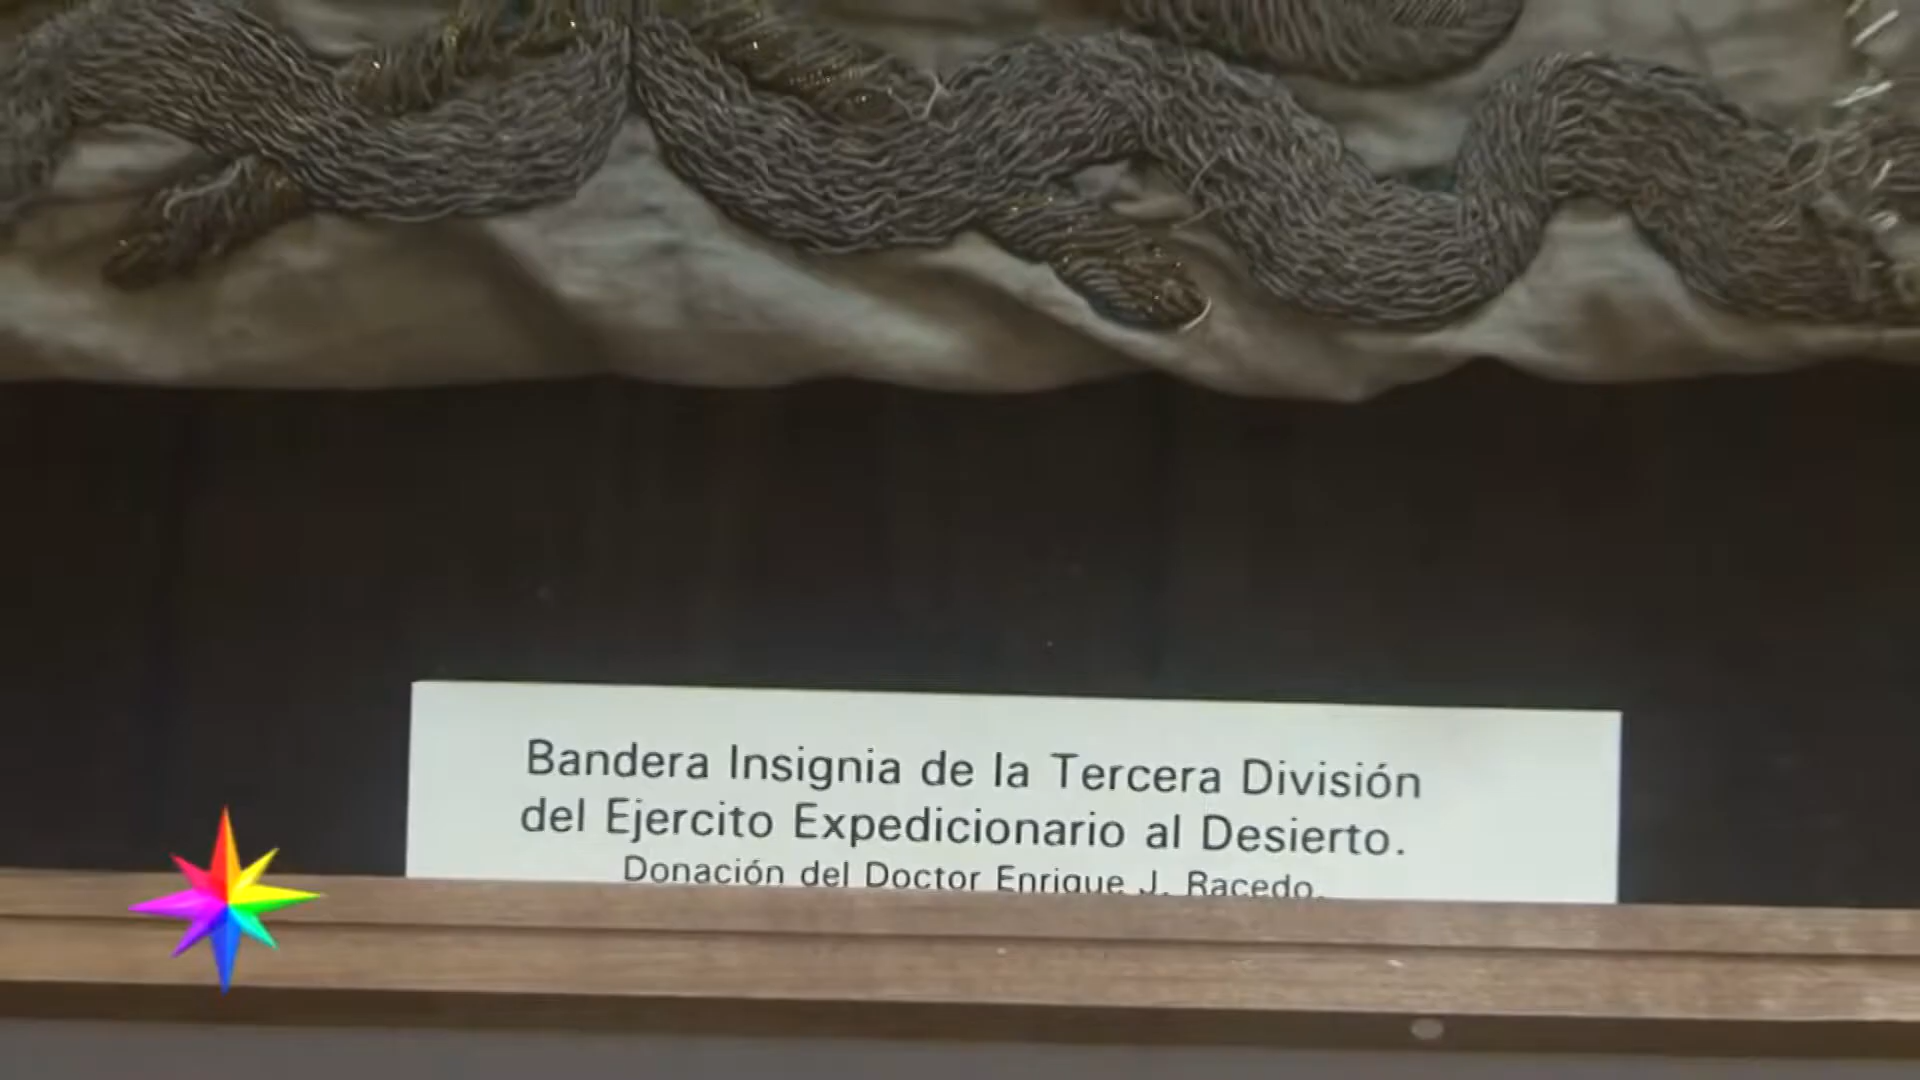 Bandera Insignia de la Tercera División
del Ejercito Expedicionario al Desierto.
Donación del Doctor Enrique J. Racedo.